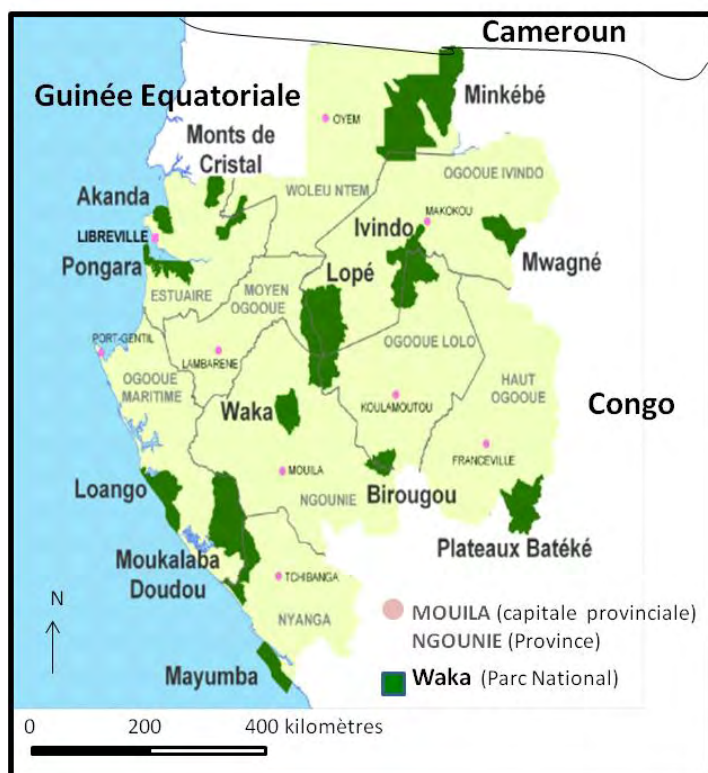 Cameroun
Guinée Equatoriale
Minkébé
OYEM
Monts de
Cristal
OGOOUE IVINDO
WOLEU NTEM
Akanda
MAKOKOU
Ivindo
LIBREVILLE
Mwagné
Pongara
Lopé
ESTUAIRE
MOYEN
OGOOUE
PORT-GENTIL
LAMBARENE
OGOOUE LOLO
OGOOUE
MARITIME
HAUT
OGOOUE
Waka
KOULAMOUTOU
Congo
FRANCEVILLE
MOUILA
Loango
NGOUNIE
Birougou
Plateaux Batéké
Moukalaba
Doudou
TCHIBANGA
N
NYANGA
MOUILA (capitale provinciale)
NGOUNIE (Province)
Mayumba
Waka (Parc National)
0 200 400 kilomètres